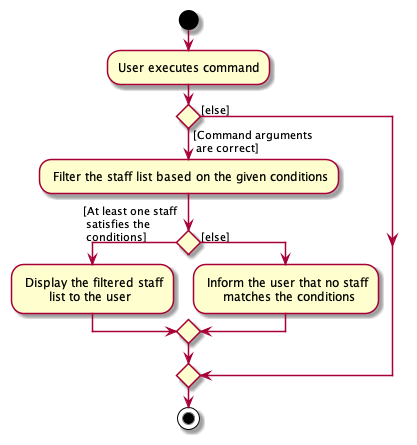 User executes command
[else]
[Command arguments
are correct]
Filter the staff list based on the given conditions
[At least one staff
satisfies the
conditions]
[else]
Display the filtered staff
list to the user
Inform the user that no staff
matches the conditions